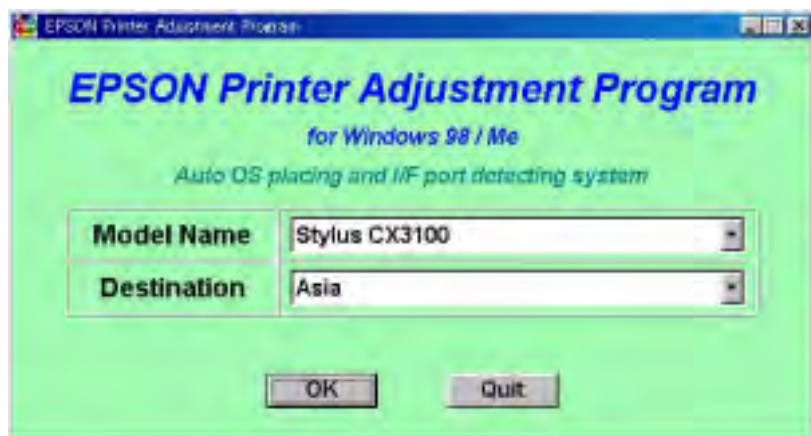 EPSON Printer Adjustment Program
EPSON Printer Adjustment Program
for Windows 98 / Me
Auto OS placing and I/F port detecting system
Model Name Stylus CX3100
Destination Asia
OK Quit